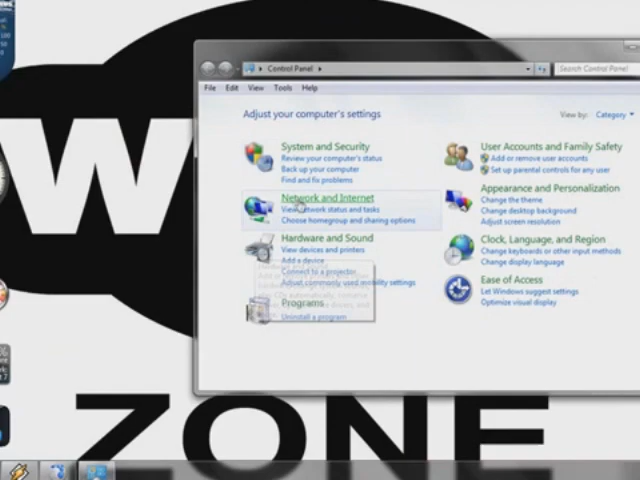 Control Panel
Search Control Panel
File Edit View Tools Help
Adjust your computer's settings
View by: Category
System and Security
Review your computer's status
Back up your computer
Find and fix problems
Network and Internet
View network status and tasks
Choose homegroup and sharing options
Hardware and Sound
View devices and printers
Add a device
Connect to a projector
Adjust commonly used mobility settings
Programs
Uninstall a program
User Accounts and Family Safety
Add or remove user accounts
Set up parental controls for any user
Appearance and Personalization
Change the theme
Change desktop background
Adjust screen resolution
Clock, Language, and Region
Change keyboards or other input methods
Change display language
Ease of Access
Let Windows suggest settings
Optimize visual display
W
ZONE